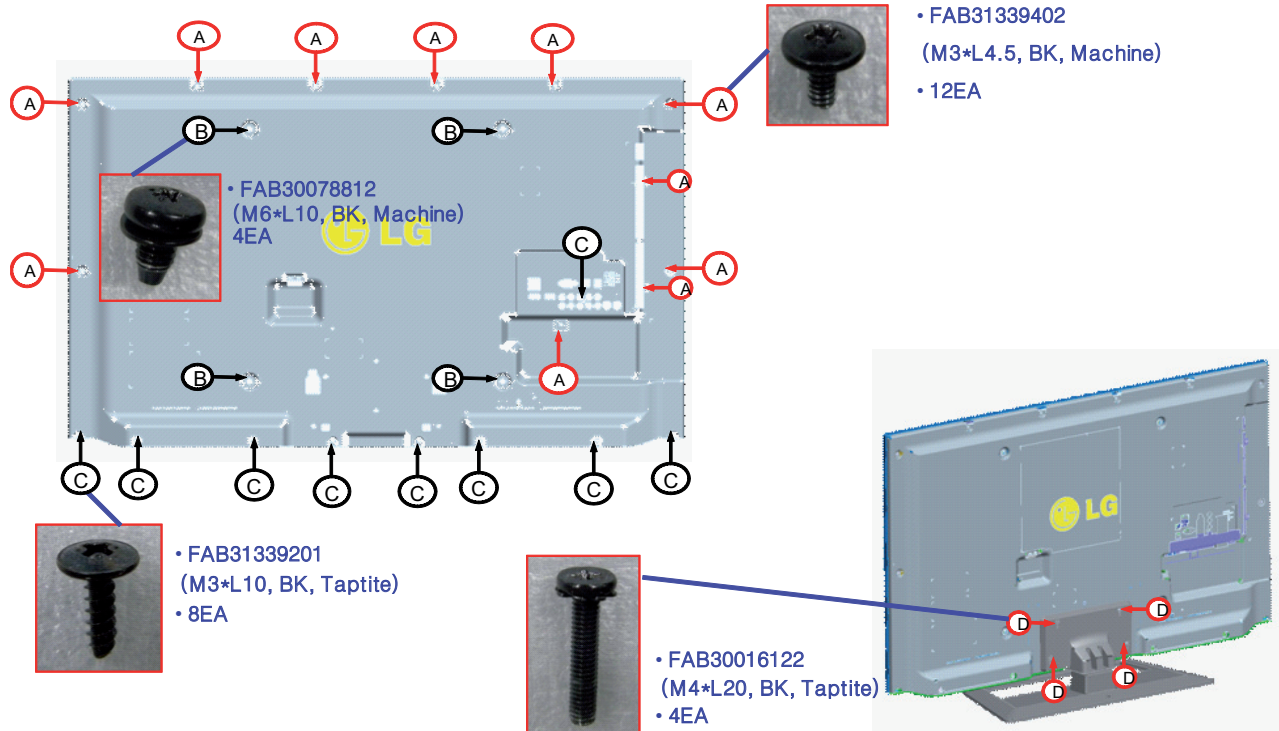 A
A
A
A
• FAB31339402
(M3*L4.5, BK, Machine)
• 12EA
A
A
B
B
• FAB30078812
(M6*L10, BK, Machine)
4EA
LG
A
C
A
A
A
B
B
A
C
C
C
C
C
C
C
C
• FAB31339201
(M3*L10, BK, Taptite)
• 8EA
LG
D
D
D
D
• FAB30016122
(M4*L20, BK, Taptite)
• 4EA